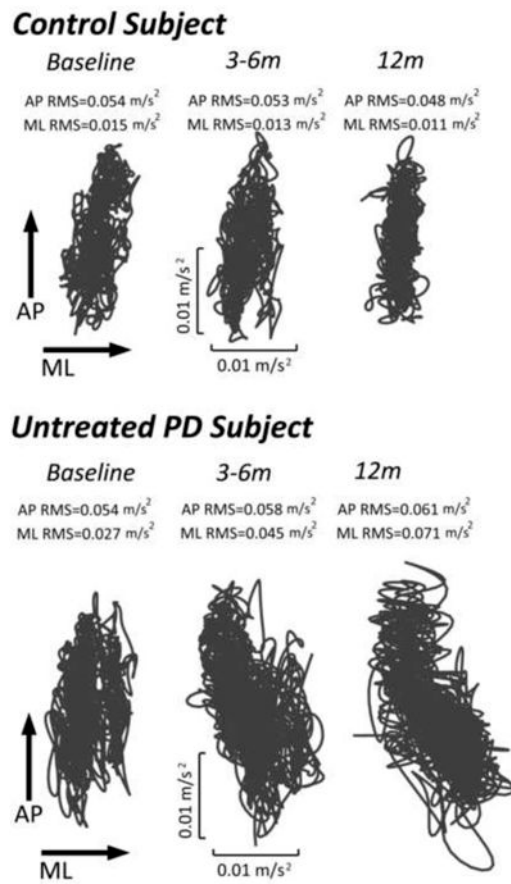 Control Subject
Baseline 3-6m 12m
AP RMS=0.054 m/s² AP RMS=0.053 m/s² AP RMS=0.048 m/s²
ML RMS=0.015 m/s² ML RMS=0.013 m/s² ML RMS=0.011 m/s²
AP
0.01 m/s²
ML
0.01 m/s²
Untreated PD Subject
Baseline 3-6m 12m
AP RMS=0.054 m/s² AP RMS=0.058 m/s² AP RMS=0.061 m/s²
ML RMS=0.027 m/s² ML RMS=0.045 m/s² ML RMS=0.071 m/s²
AP
0.01 m/s²
ML
0.01 m/s²